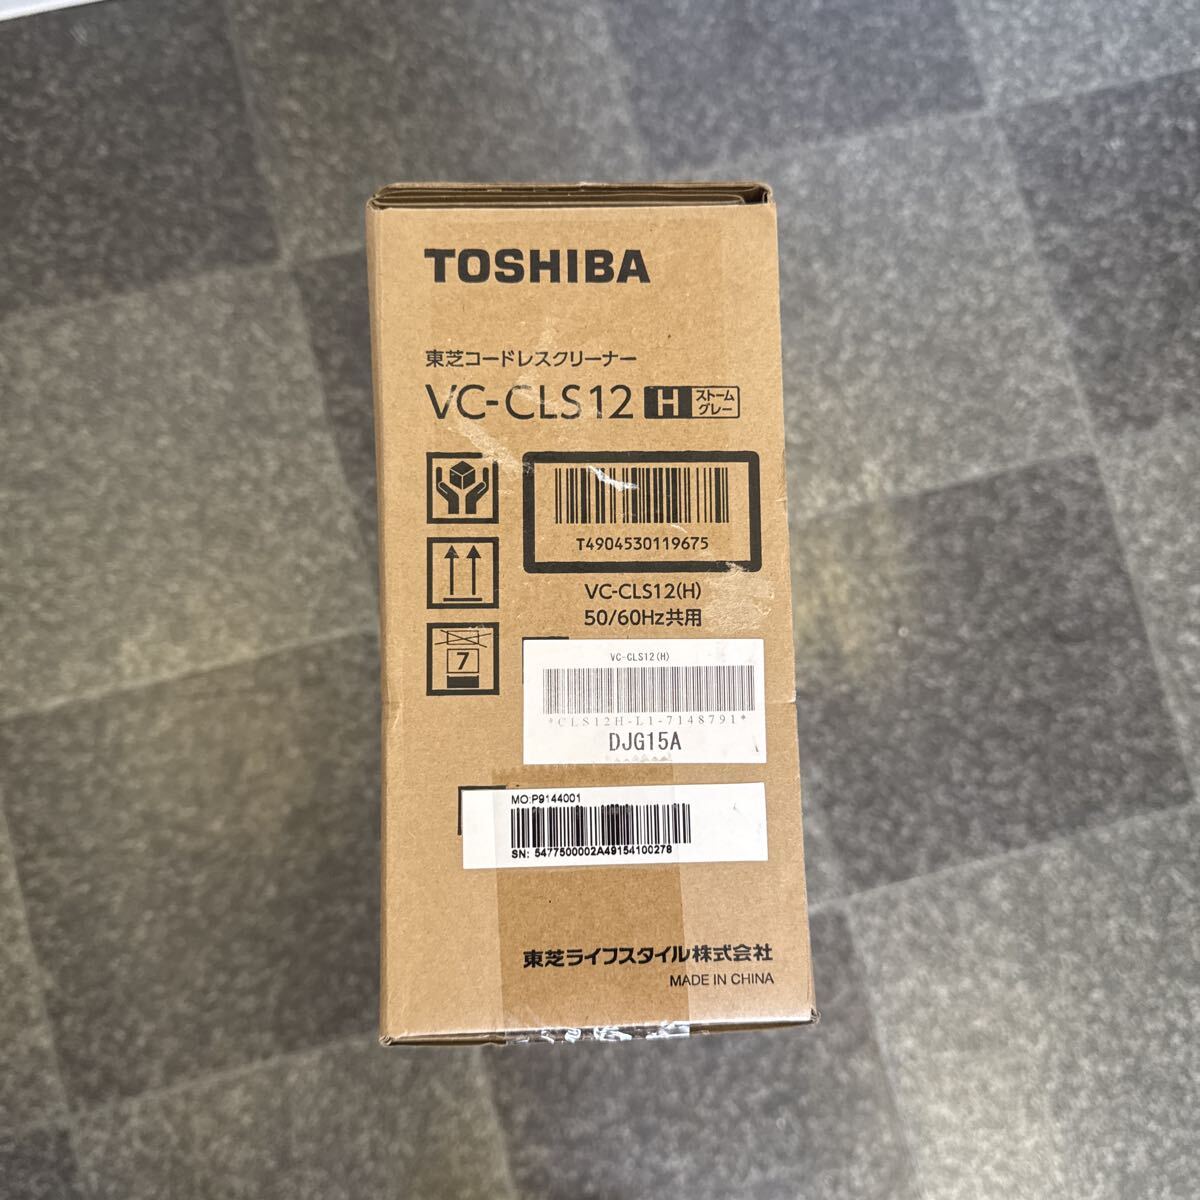 TOSHIBA
東芝コードレスクリーナー
VC-CLS12 H ストームグレー
T4904530119675
VC-CLS12(H)
50/60Hz共用
7
VC-CLS12(H)
*CLS12H-L1-7148791*
DJG15A
MO:P9144001
SN: 5477500002A49154100278
東芝ライフスタイル株式会社
MADE IN CHINA